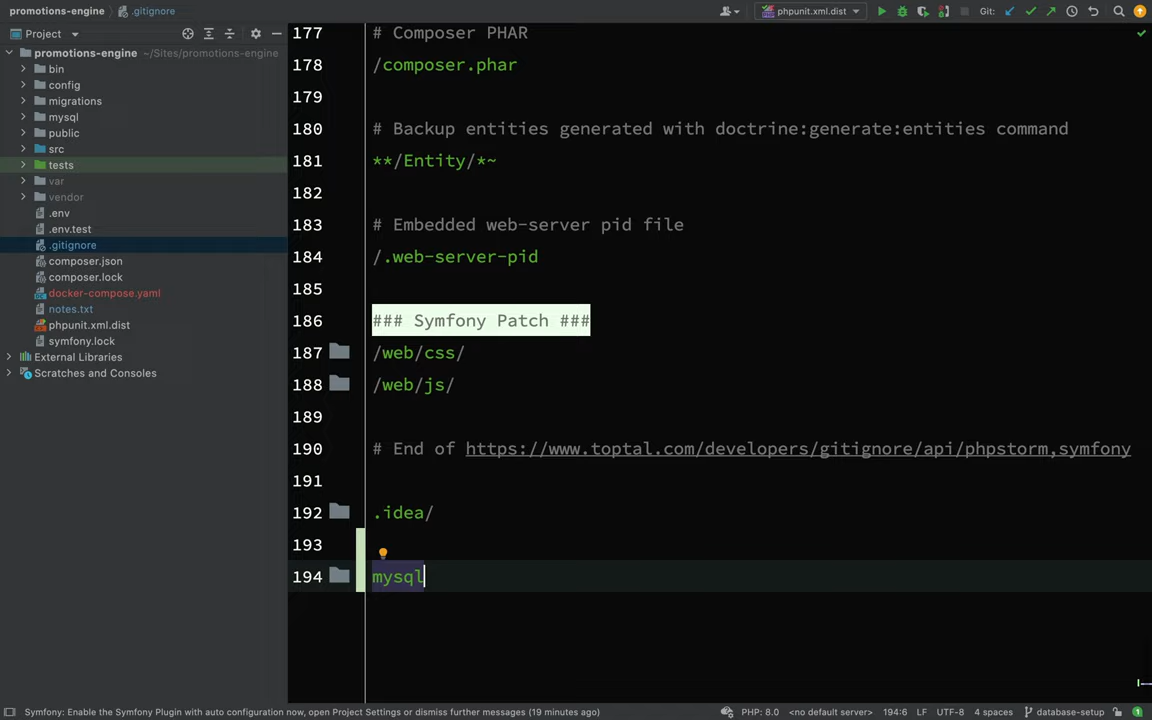 promotions-engine .gitignore phpunit.xml.dist Git:
Project
promotions-engine ~/Sites/promotions-engine
bin
config
migrations
mysql
public
src
tests
var
vendor
.env
.env.test
.gitignore
composer.json
composer.lock
docker-compose.yaml
notes.txt
phpunit.xml.dist
symfony.lock
External Libraries
Scratches and Consoles
177 # Composer PHAR
178 /composer.phar
179
180 # Backup entities generated with doctrine:generate:entities command
181 **/Entity/*~
182
183 # Embedded web-server pid file
184 /.web-server-pid
185
186 ### Symfony Patch ###
187 /web/css/
188 /web/js/
189
190 # End of https://www.toptal.com/developers/gitignore/api/phpstorm,symfony
191
192 .idea/
193
194 mysql
Symfony: Enable the Symfony Plugin with auto configuration now, open Project Settings or dismiss further messages (19 minutes ago) PHP: 8.0 <no default server> 194:6 LF UTF-8 4 spaces database-setup 1